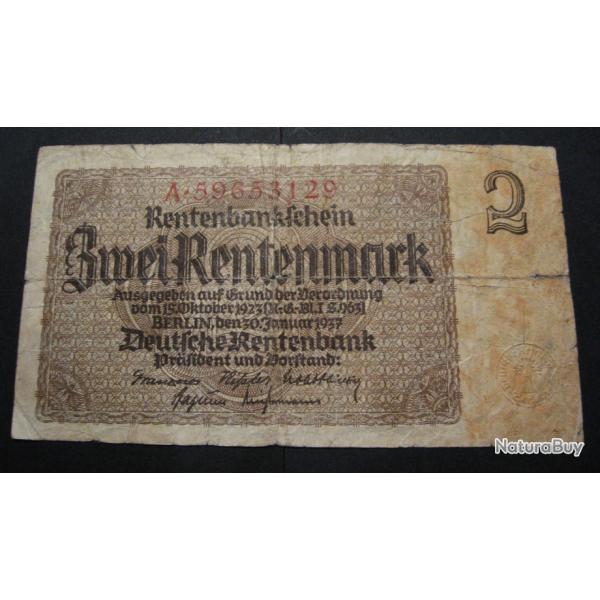 A·59653129
Rentenbankschein
2
Zwei Rentenmark
Ausgegeben auf Grund der Verordnung
vom 15. Oktober 1923 (R-G-Bl. I S. 963)
BERLIN, den 30. Januar 1937
Deutsche Rentenbank
Präsident und Vorstand:
NaturaBuy